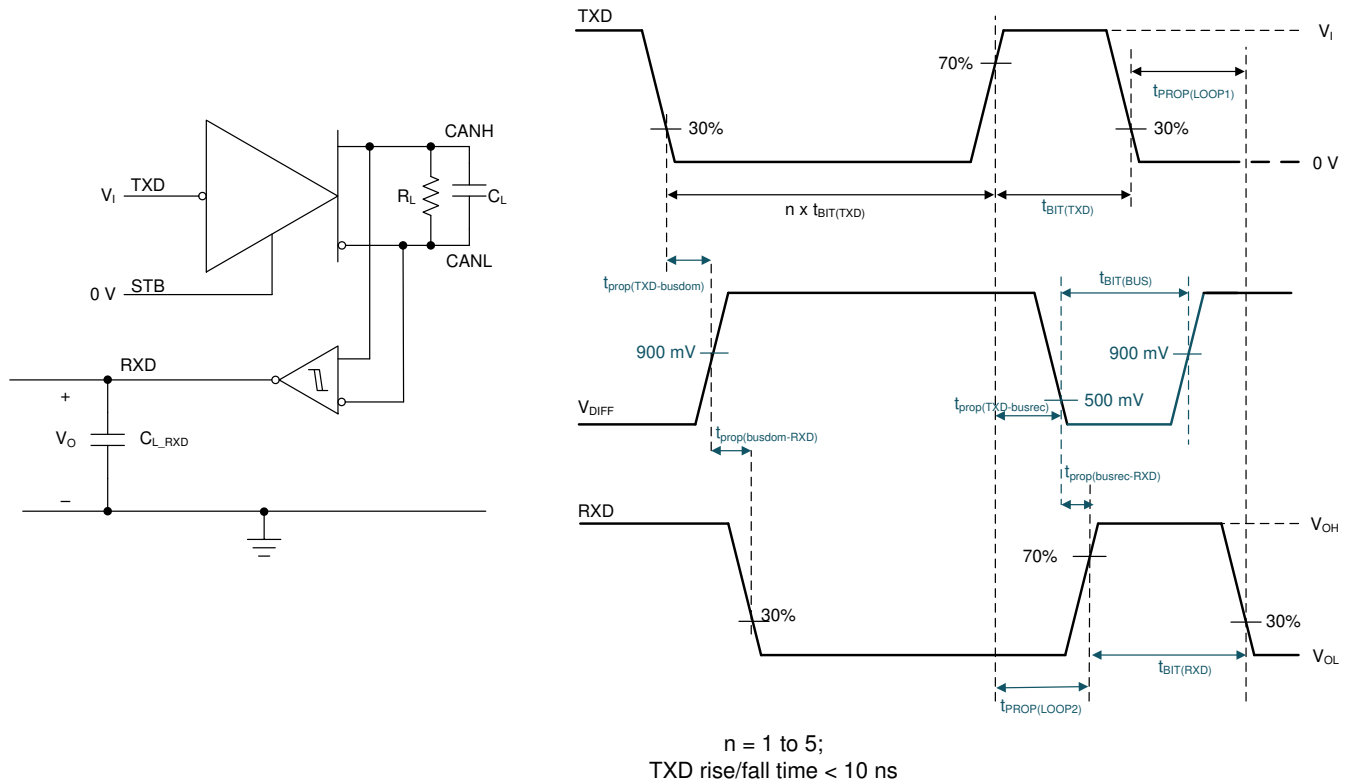 TXD
V_I
70%
t_PROP(LOOP1)
30%
30%
0 V
n x t_BIT(TXD)
t_BIT(TXD)
CANH
V_I
TXD
R_L
C_L
CANL
0 V
STB
t_prop(TXD-busdom)
t_BIT(BUS)
900 mV
900 mV
V_DIFF
t_prop(TXD-busrec)
500 mV
RXD
+
V_O
C_L_RXD
–
t_prop(busdom-RXD)
t_prop(busrec-RXD)
RXD
V_OH
70%
30%
30%
t_BIT(RXD)
V_OL
t_PROP(LOOP2)
n = 1 to 5;
TXD rise/fall time < 10 ns